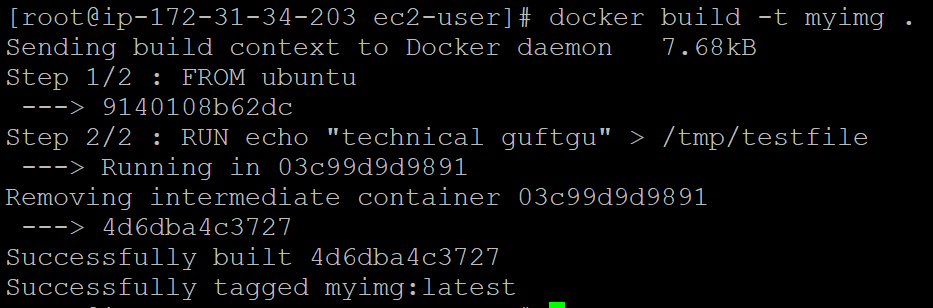 [root@ip-172-31-34-203 ec2-user]# docker build -t myimg .
Sending build context to Docker daemon   7.68kB
Step 1/2 : FROM ubuntu
 ---> 9140108b62dc
Step 2/2 : RUN echo "technical guftgu" > /tmp/testfile
 ---> Running in 03c99d9d9891
Removing intermediate container 03c99d9d9891
 ---> 4d6dba4c3727
Successfully built 4d6dba4c3727
Successfully tagged myimg:latest